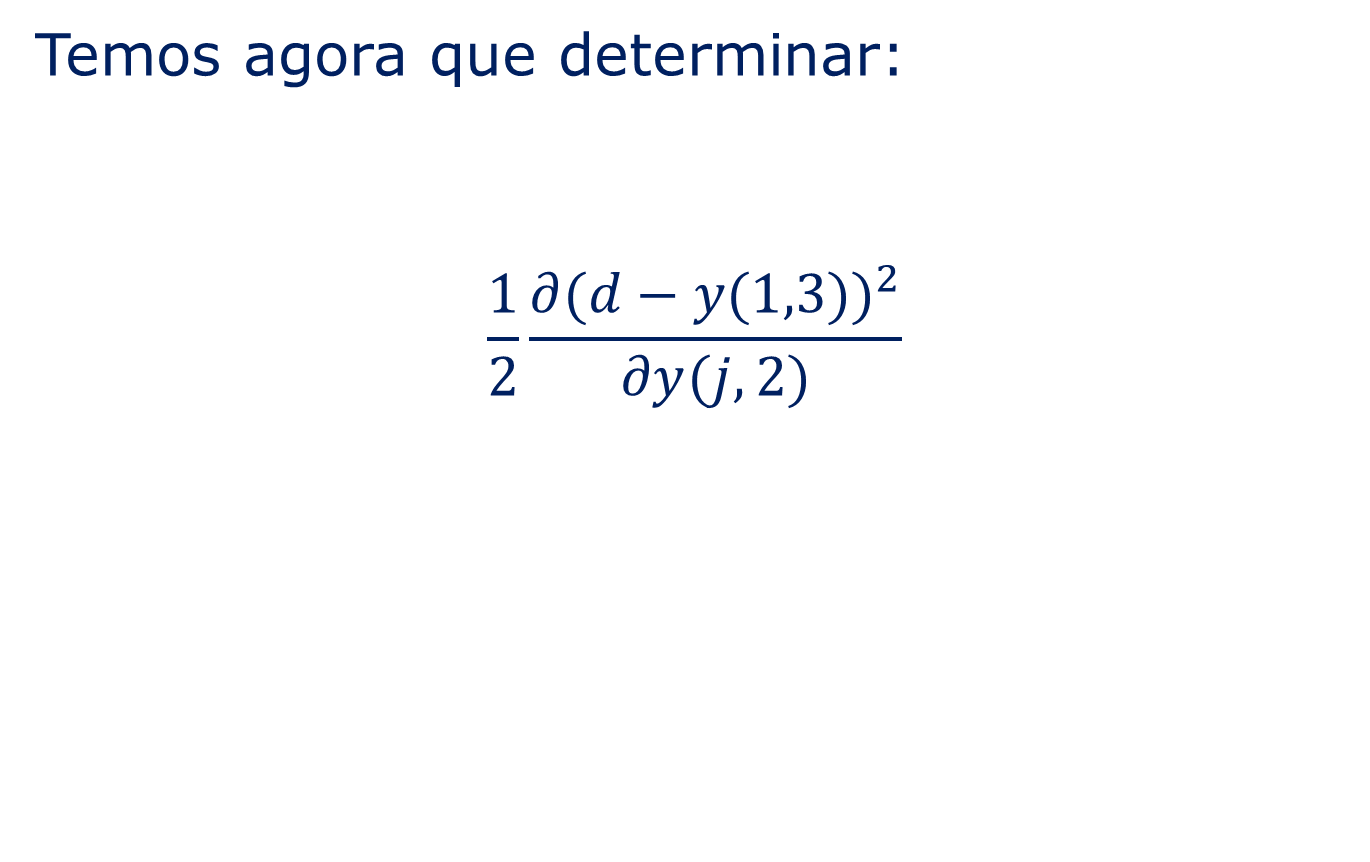 Temos agora que determinar:
1 ∂(d − y(1,3))²
2 ∂y(j, 2)